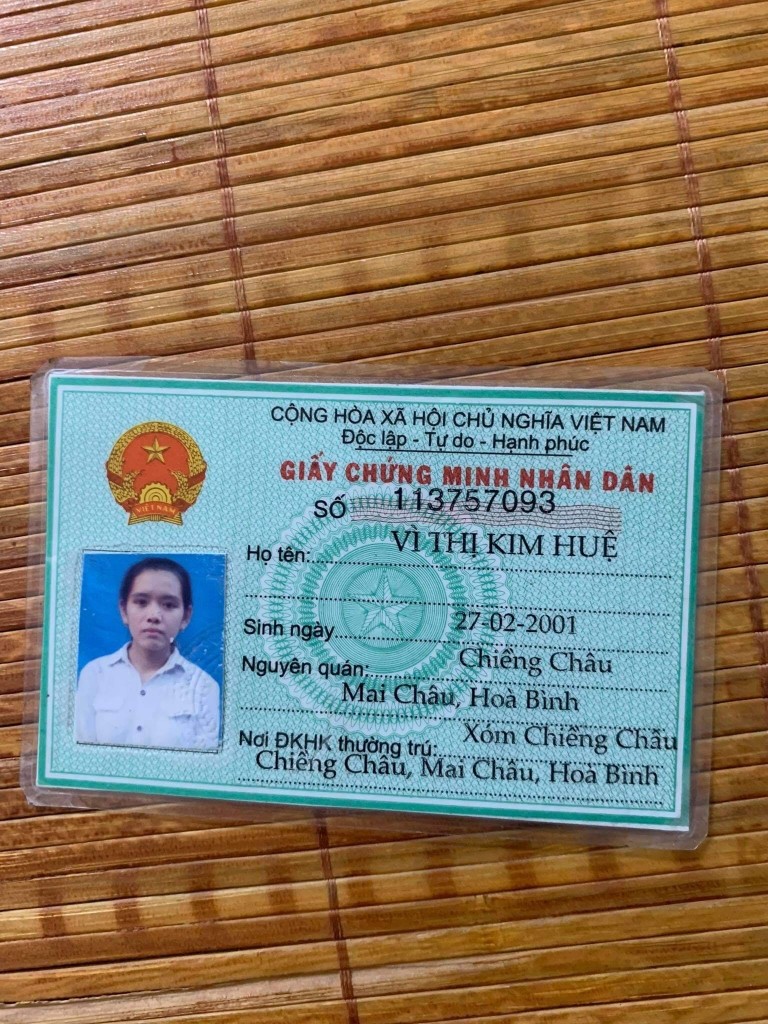 CỘNG HÒA XÃ HỘI CHỦ NGHĨA VIỆT NAM
Độc lập - Tự do - Hạnh phúc
GIẤY CHỨNG MINH NHÂN DÂN
SỐ 113757093
VIỆT NAM
Họ tên: VÌ THỊ KIM HUỆ
Sinh ngày 27-02-2001
Nguyên quán: Chiềng Châu
Mai Châu, Hoà Bình
Nơi ĐKHK thường trú: Xóm Chiềng Châu
Chiềng Châu, Mai Châu, Hoà Bình